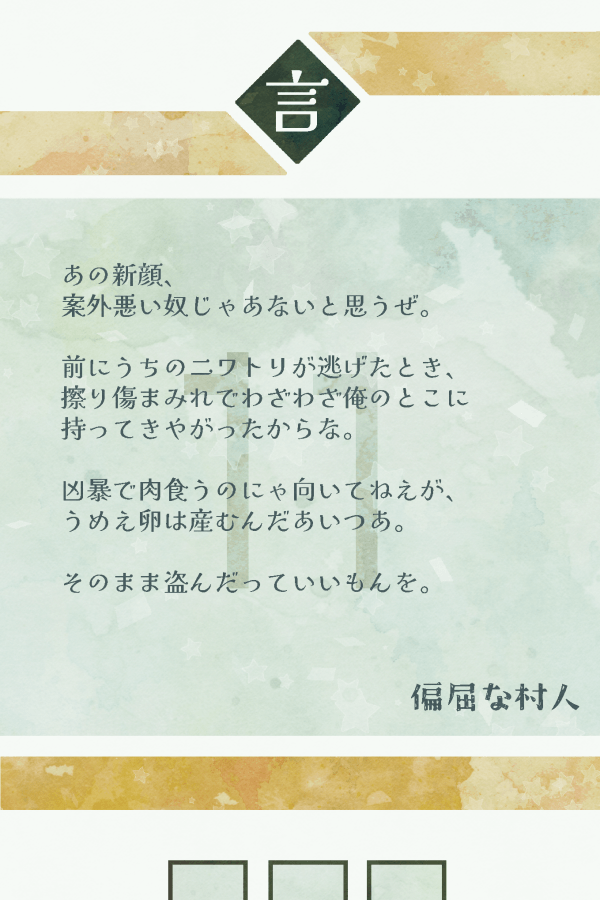 言
あの新顔、
案外悪い奴じゃあないと思うぜ。
前にうちのニワトリが逃げたとき、
擦り傷まみれでわざわざ俺のとこに
持ってきやがったからな。
凶暴で肉食うのにゃ向いてねえが、
うめえ卵は産むんだあいつあ。
そのまま盗んだっていいもんを。
偏屈な村人
11